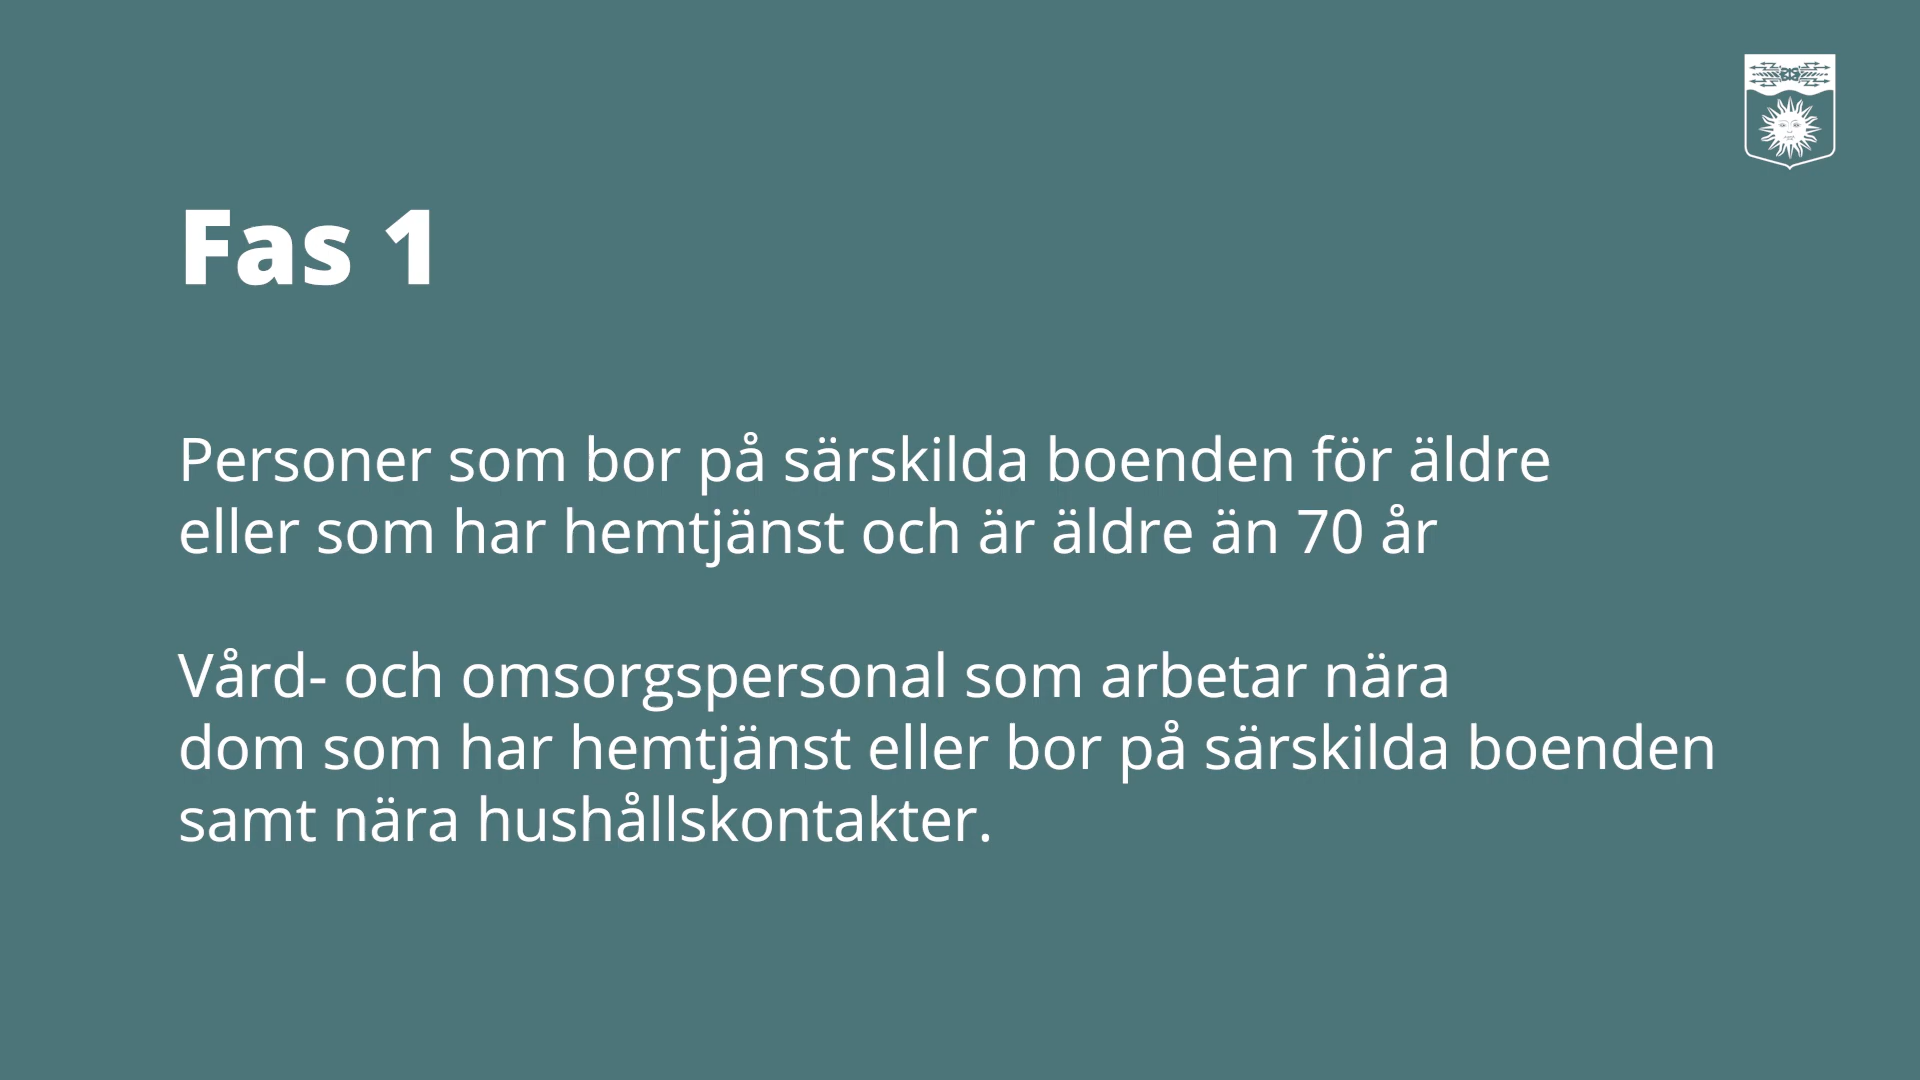 Fas 1
Personer som bor på särskilda boenden för äldre
eller som har hemtjänst och är äldre än 70 år
Vård- och omsorgspersonal som arbetar nära
dom som har hemtjänst eller bor på särskilda boenden
samt nära hushållskontakter.